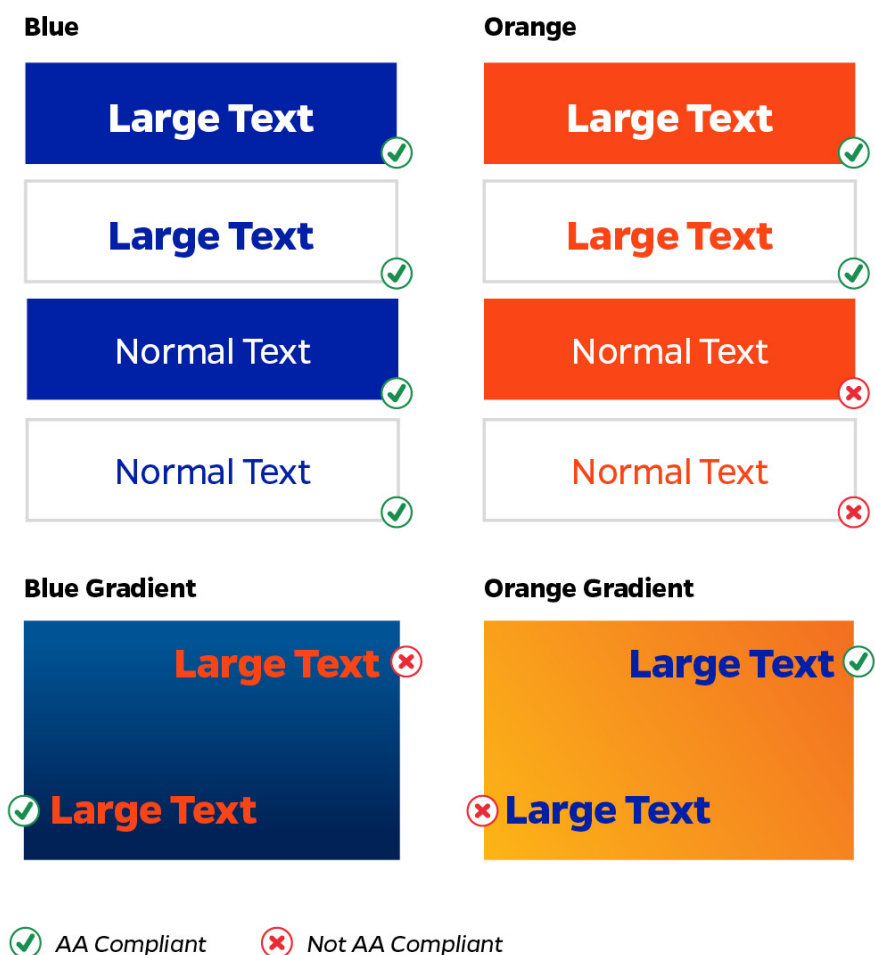 Blue
Large Text
Large Text
Normal Text
Normal Text
Orange
Large Text
Large Text
Normal Text
Normal Text
Blue Gradient
Large Text
Large Text
Orange Gradient
Large Text
Large Text
AA Compliant
Not AA Compliant